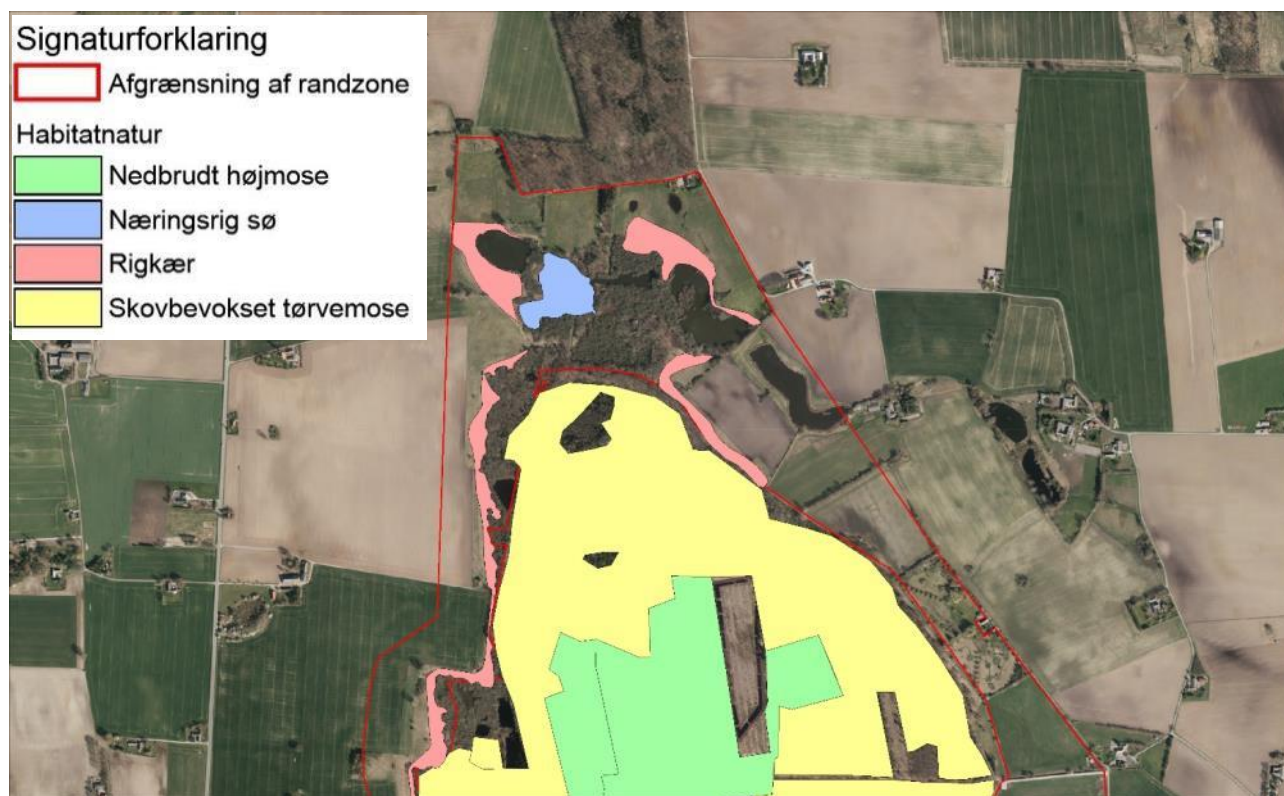 Signaturforklaring
Afgrænsning af randzone
Habitatnatur
Nedbrudt højmose
Næringsrig sø
Rigkær
Skovbevokset tørvemose